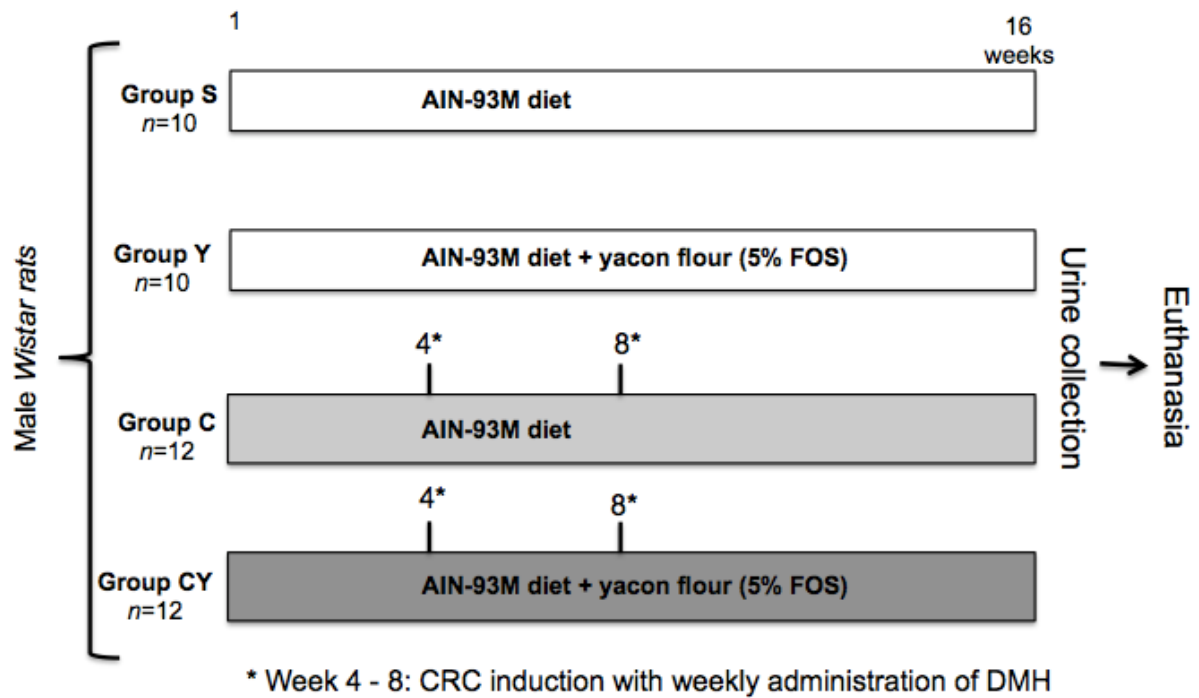 1
16
weeks
Group S
n=10
AIN-93M diet
Group Y
n=10
AIN-93M diet + yacon flour (5% FOS)
4*
8*
Group C
n=12
AIN-93M diet
4*
8*
Group CY
n=12
AIN-93M diet + yacon flour (5% FOS)
Male Wistar rats
Urine collection
Euthanasia
* Week 4 - 8: CRC induction with weekly administration of DMH